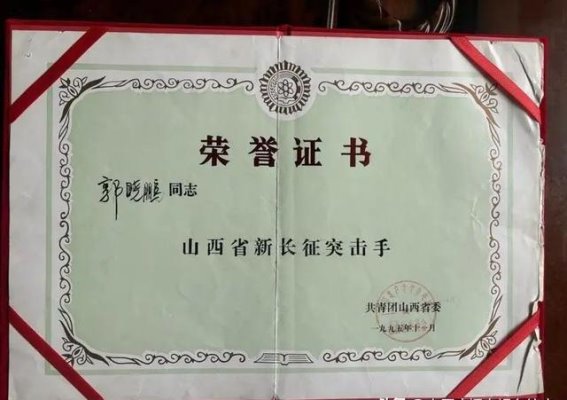 荣誉证书
郭晓鹏同志
山西省新长征突击手
共青团山西省委
一九九五年十一月